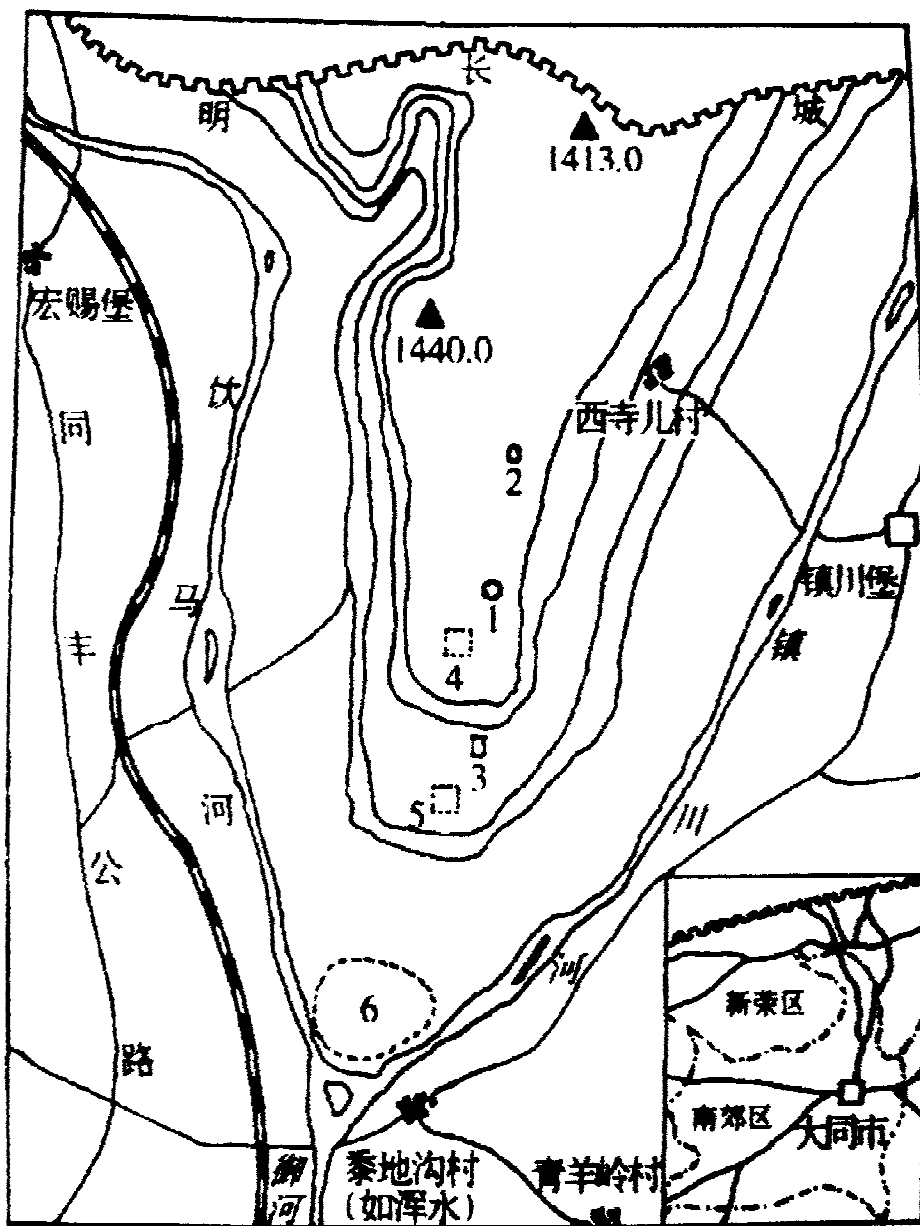 明
长
城
1413.0
宏赐堡
1440.0
饮
马
河
西寺儿村
同
丰
公
路
2
1
4
3
5
6
镇川堡
镇
川
河
御
河
黍地沟村
(如浑水)
青羊岭村
新荣区
南郊区
大同市